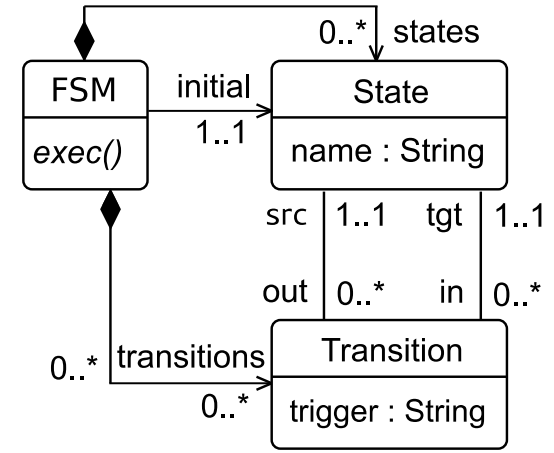 0..* states
FSM
initial
State
exec()
1..1
name : String
src 1..1 tgt 1..1
out 0..* in 0..*
Transition
0..* transitions
0..*
trigger : String